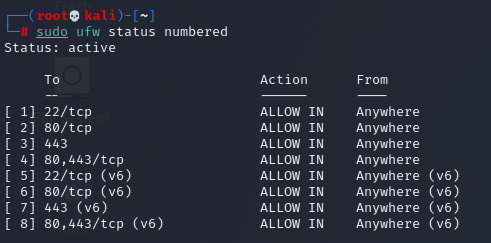 (root💀kali)-[~]
# sudo ufw status numbered
Status: active
To Action From
-- ------ ----
[ 1] 22/tcp ALLOW IN Anywhere
[ 2] 80/tcp ALLOW IN Anywhere
[ 3] 443 ALLOW IN Anywhere
[ 4] 80,443/tcp ALLOW IN Anywhere
[ 5] 22/tcp (v6) ALLOW IN Anywhere (v6)
[ 6] 80/tcp (v6) ALLOW IN Anywhere (v6)
[ 7] 443 (v6) ALLOW IN Anywhere (v6)
[ 8] 80,443/tcp (v6) ALLOW IN Anywhere (v6)